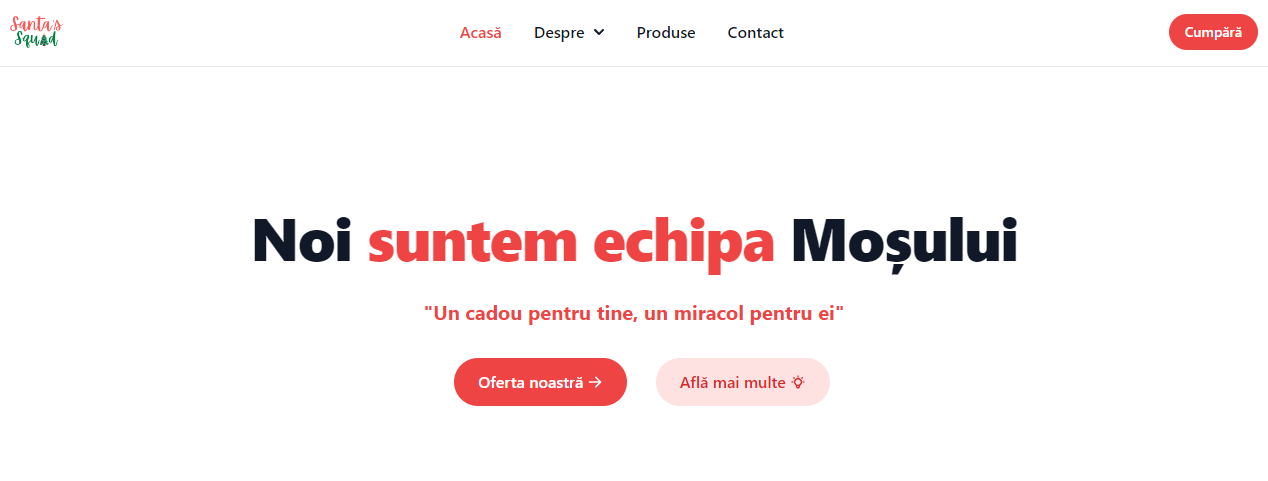 Santa's
Squad
Acasă Despre Produse Contact
Cumpără
Noi suntem echipa Moșului
"Un cadou pentru tine, un miracol pentru ei"
Oferta noastră Află mai multe